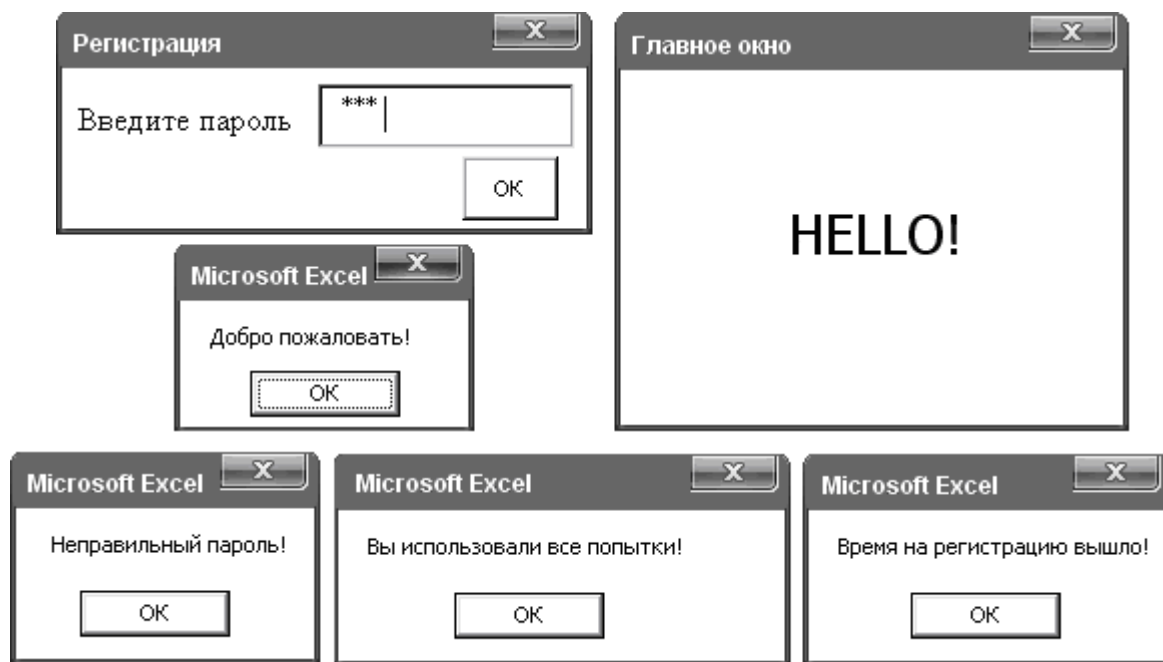 Регистрация
Введите пароль
***
ОК
Главное окно
HELLO!
Microsoft Excel
Добро пожаловать!
ОК
Microsoft Excel
Неправильный пароль!
ОК
Microsoft Excel
Вы использовали все попытки!
ОК
Microsoft Excel
Время на регистрацию вышло!
ОК